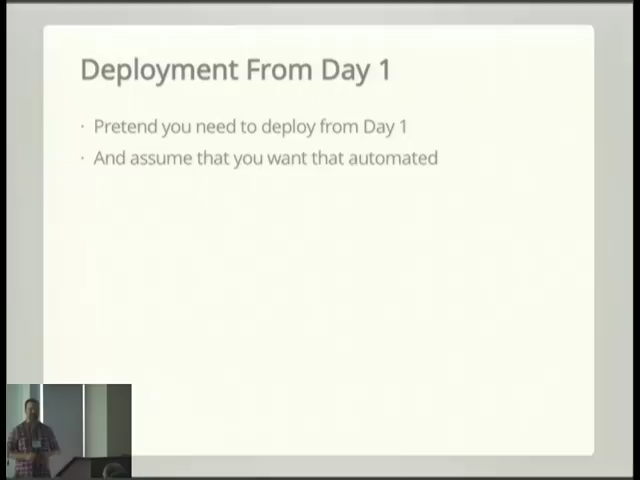 Deployment From Day 1
· Pretend you need to deploy from Day 1
· And assume that you want that automated